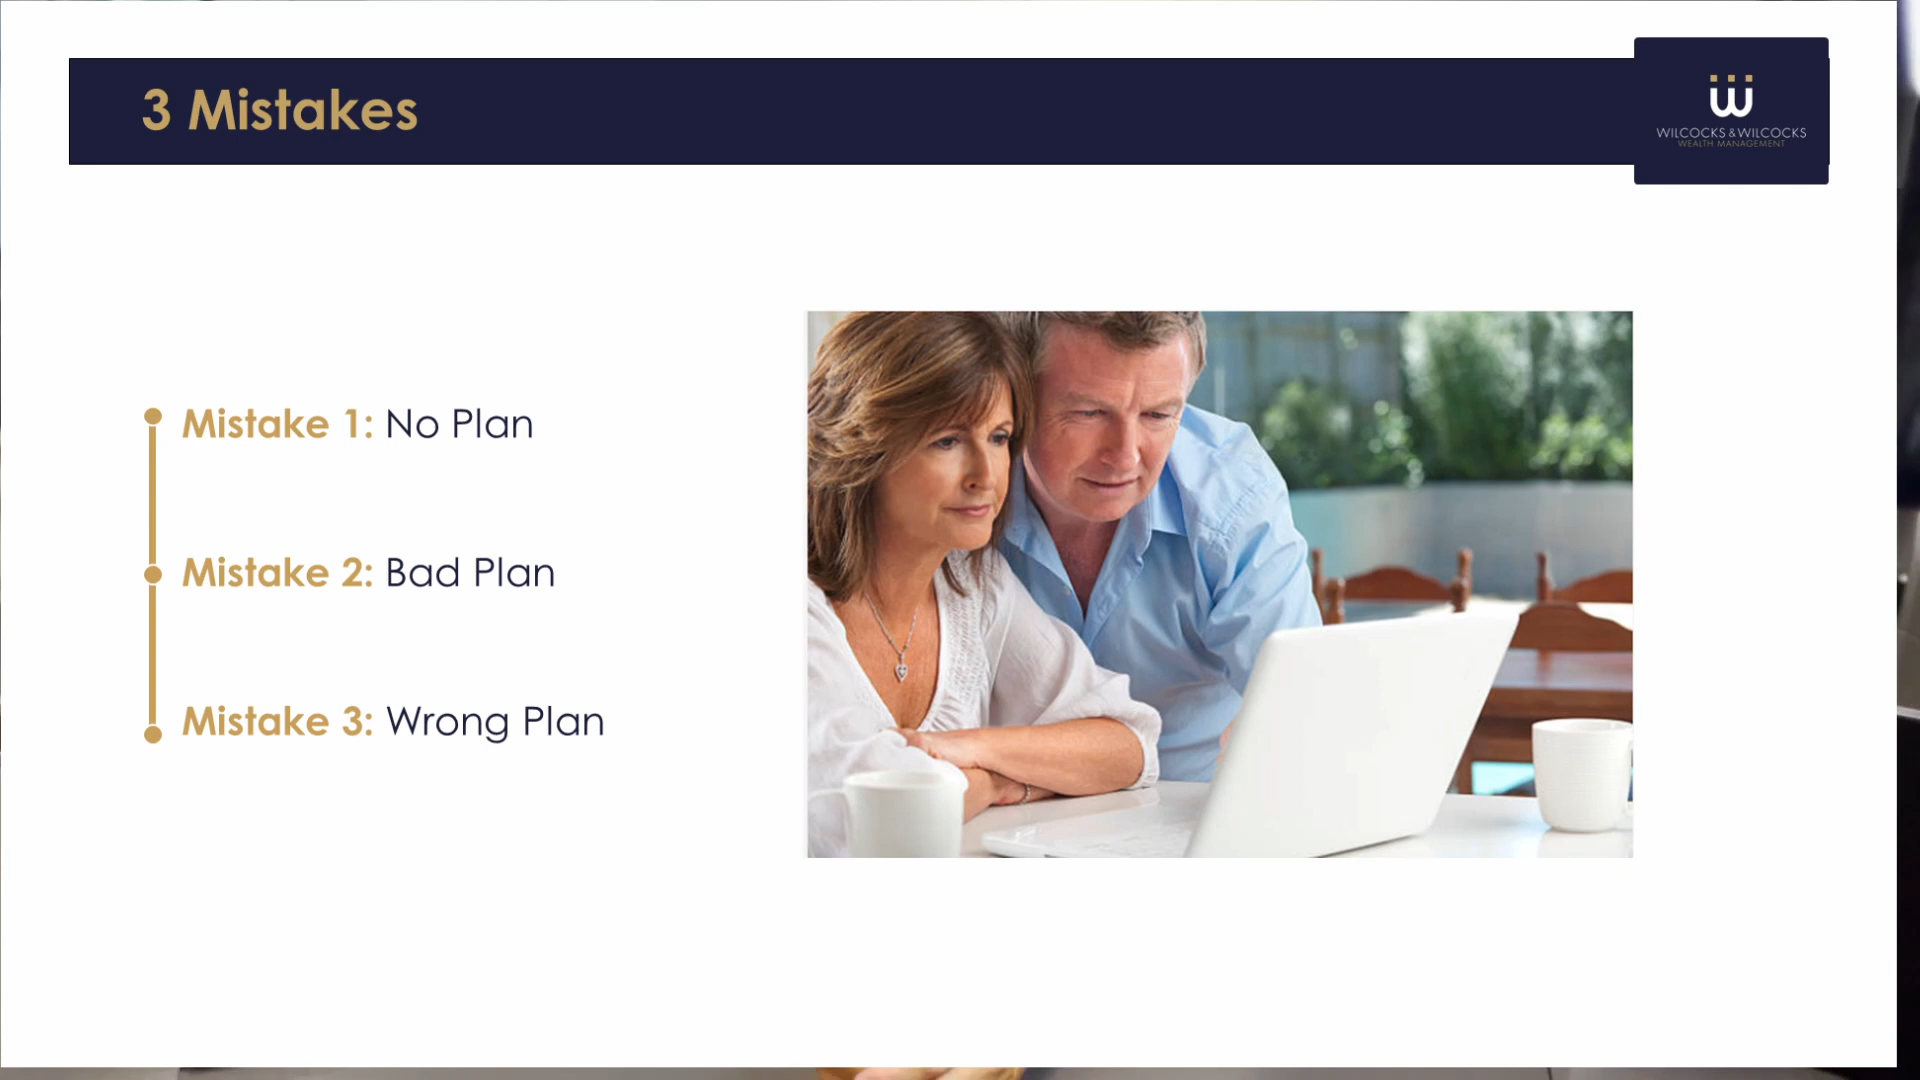 3 Mistakes
WILCOCKS & WILCOCKS
WEALTH MANAGEMENT
Mistake 1: No Plan
Mistake 2: Bad Plan
Mistake 3: Wrong Plan